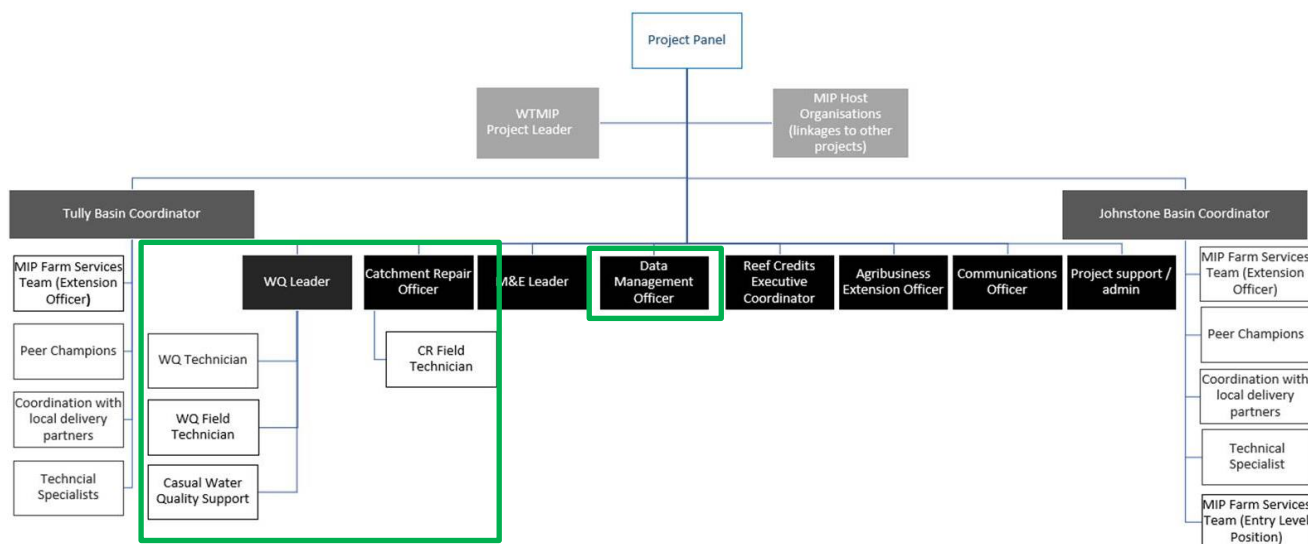 Project Panel
WTMIP
Project Leader
MIP Host
Organisations
(linkages to other
projects)
Tully Basin Coordinator
Johnstone Basin Coordinator
MIP Farm Services
Team (Extension
Officer)
Peer Champions
Coordination with
local delivery
partners
Techncial
Specialists
WQ Leader
WQ Technician
WQ Field
Technician
Casual Water
Quality Support
Catchment Repair
Officer
CR Field
Technician
M&E Leader
Data
Management
Officer
Reef Credits
Executive
Coordinator
Agribusiness
Extension Officer
Communications
Officer
Project support /
admin
MIP Farm Services
Team (Extension
Officer)
Peer Champions
Coordination with
local delivery
partners
Technical
Specialist
MIP Farm Services
Team (Entry Level
Position)